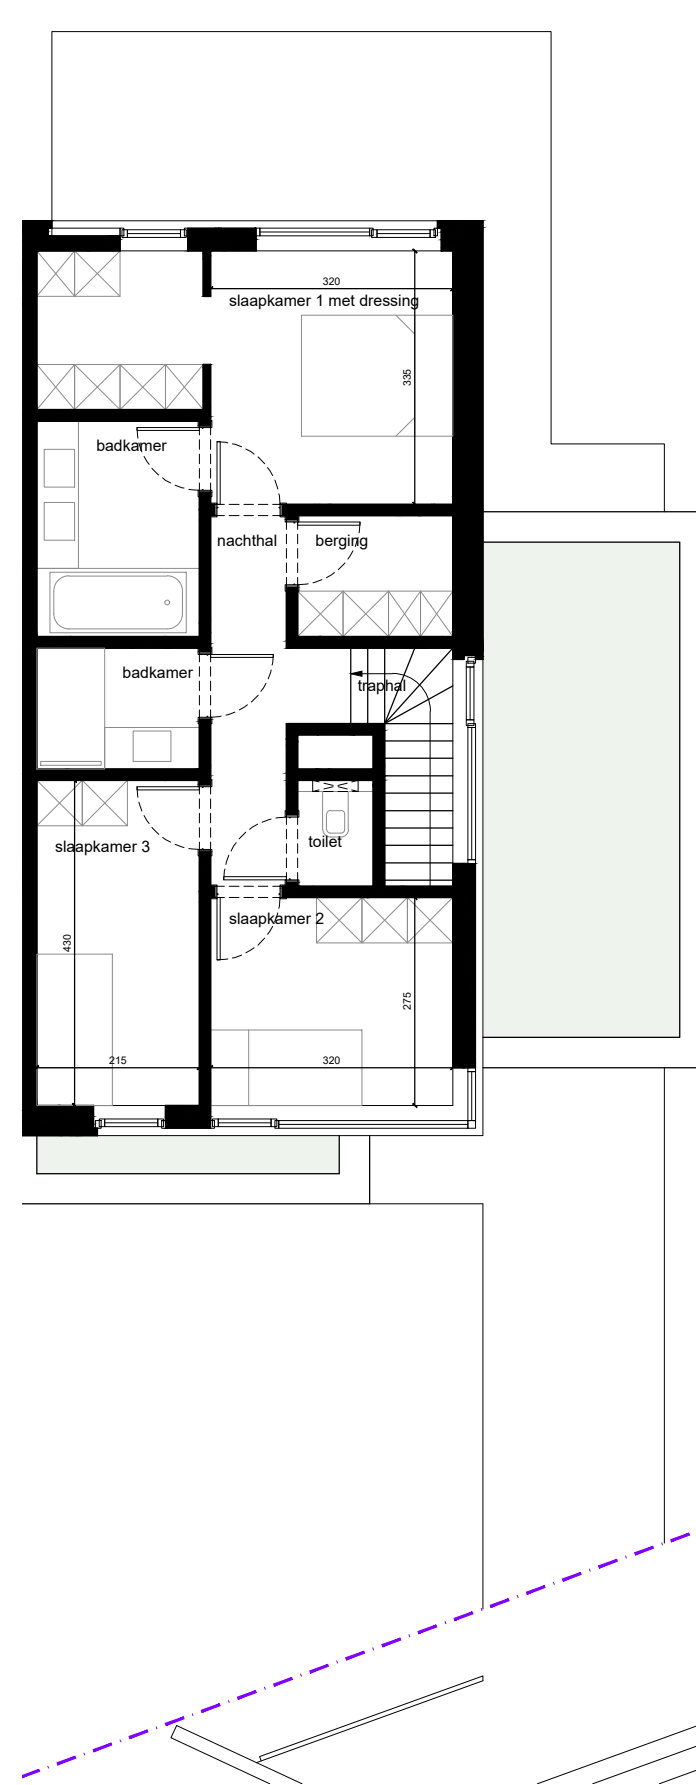 320
slaapkamer 1 met dressing
335
badkamer
nachthal
berging
badkamer
traphal
toilet
slaapkamer 3
slaapkamer 2
430
275
215
320